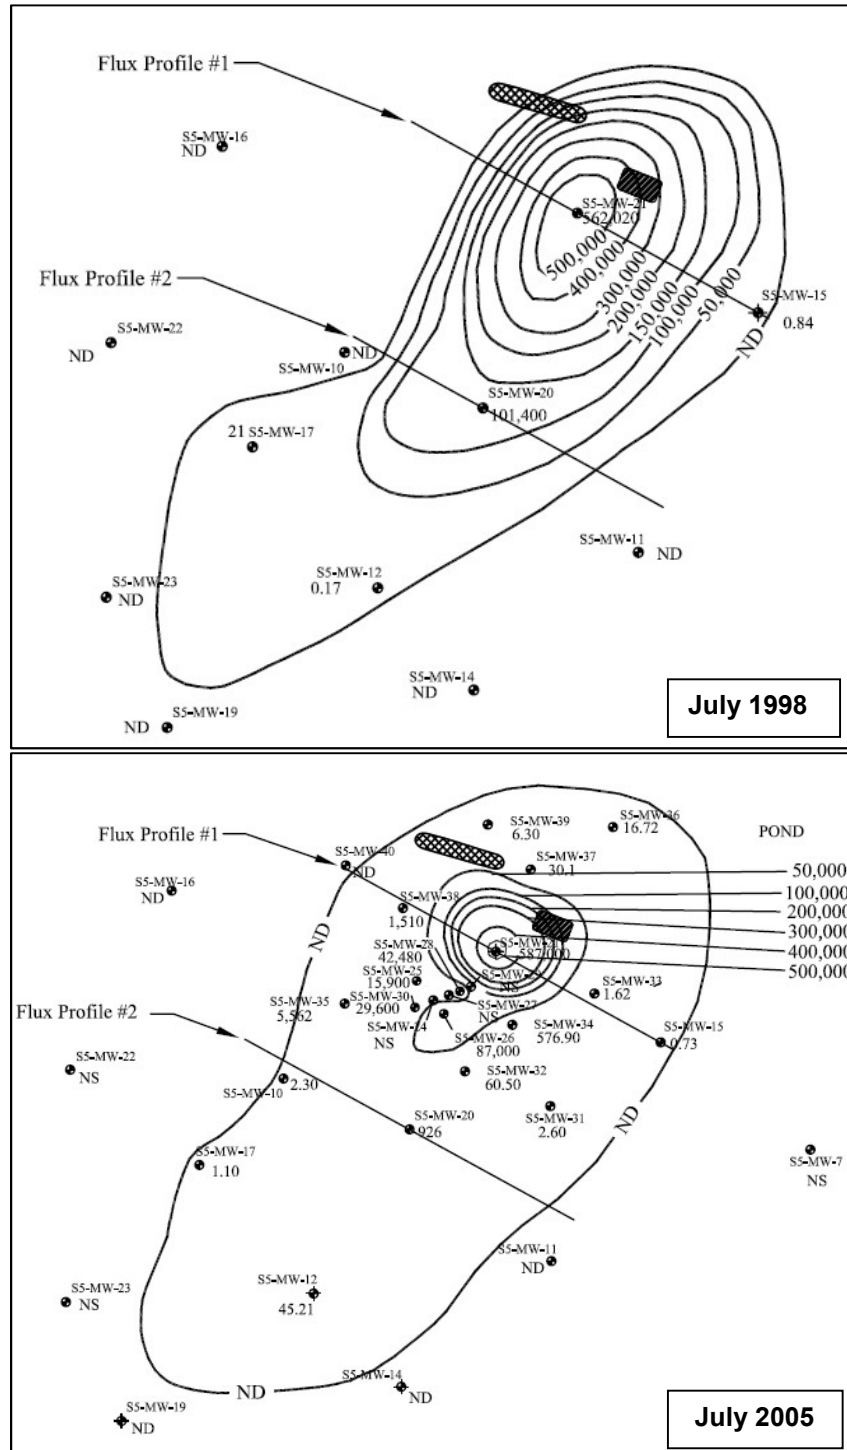 Flux Profile #1
S5-MW-16
ND
S5-MW-21
562,020
Flux Profile #2
500,000
400,000
300,000
200,000
150,000
100,000
50,000
S5-MW-15
0.84
ND
S5-MW-22
ND
ND
S5-MW-10
S5-MW-20
101,400
21 S5-MW-17
S5-MW-11
ND
S5-MW-12
0.17
S5-MW-23
ND
S5-MW-14
ND
S5-MW-19
ND
July 1998
Flux Profile #1
S5-MW-39
6.30
S5-MW-36
16.72
POND
S5-MW-40
ND
S5-MW-37
30.1
50,000
100,000
200,000
300,000
400,000
500,000
S5-MW-16
ND
S5-MW-38
1,510
ND
S5-MW-28
42,480
S5-MW-21
587,000
S5-MW-25
15,900
NS
S5-MW-33
1.62
S5-MW-35
5,562
S5-MW-30
29,600
S5-MW-27
NS
Flux Profile #2
NS
S5-MW-26
87,000
S5-MW-34
576.90
S5-MW-15
0.73
S5-MW-22
NS
S5-MW-10
2.30
S5-MW-32
60.50
S5-MW-20
926
S5-MW-31
2.60
ND
S5-MW-17
1.10
S5-MW-7
NS
S5-MW-11
ND
S5-MW-23
NS
S5-MW-12
45.21
S5-MW-14
ND
ND
S5-MW-19
ND
July 2005